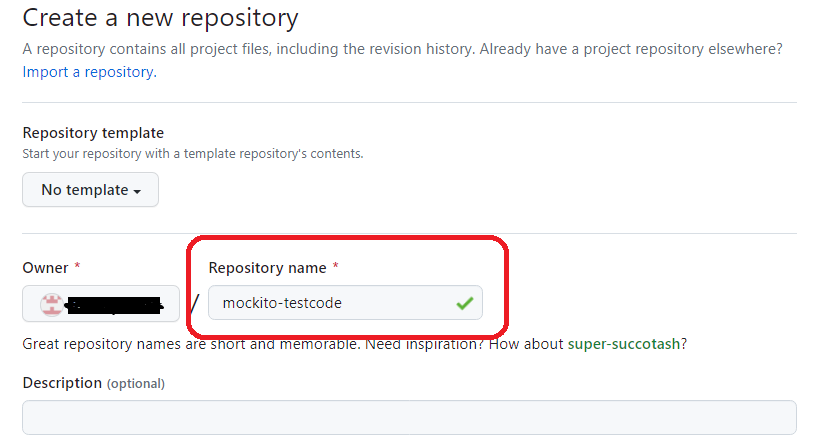 Create a new repository
A repository contains all project files, including the revision history. Already have a project repository elsewhere?
Import a repository.
Repository template
Start your repository with a template repository's contents.
No template
Owner *
Repository name *
/
mockito-testcode
Great repository names are short and memorable. Need inspiration? How about super-succotash?
Description (optional)